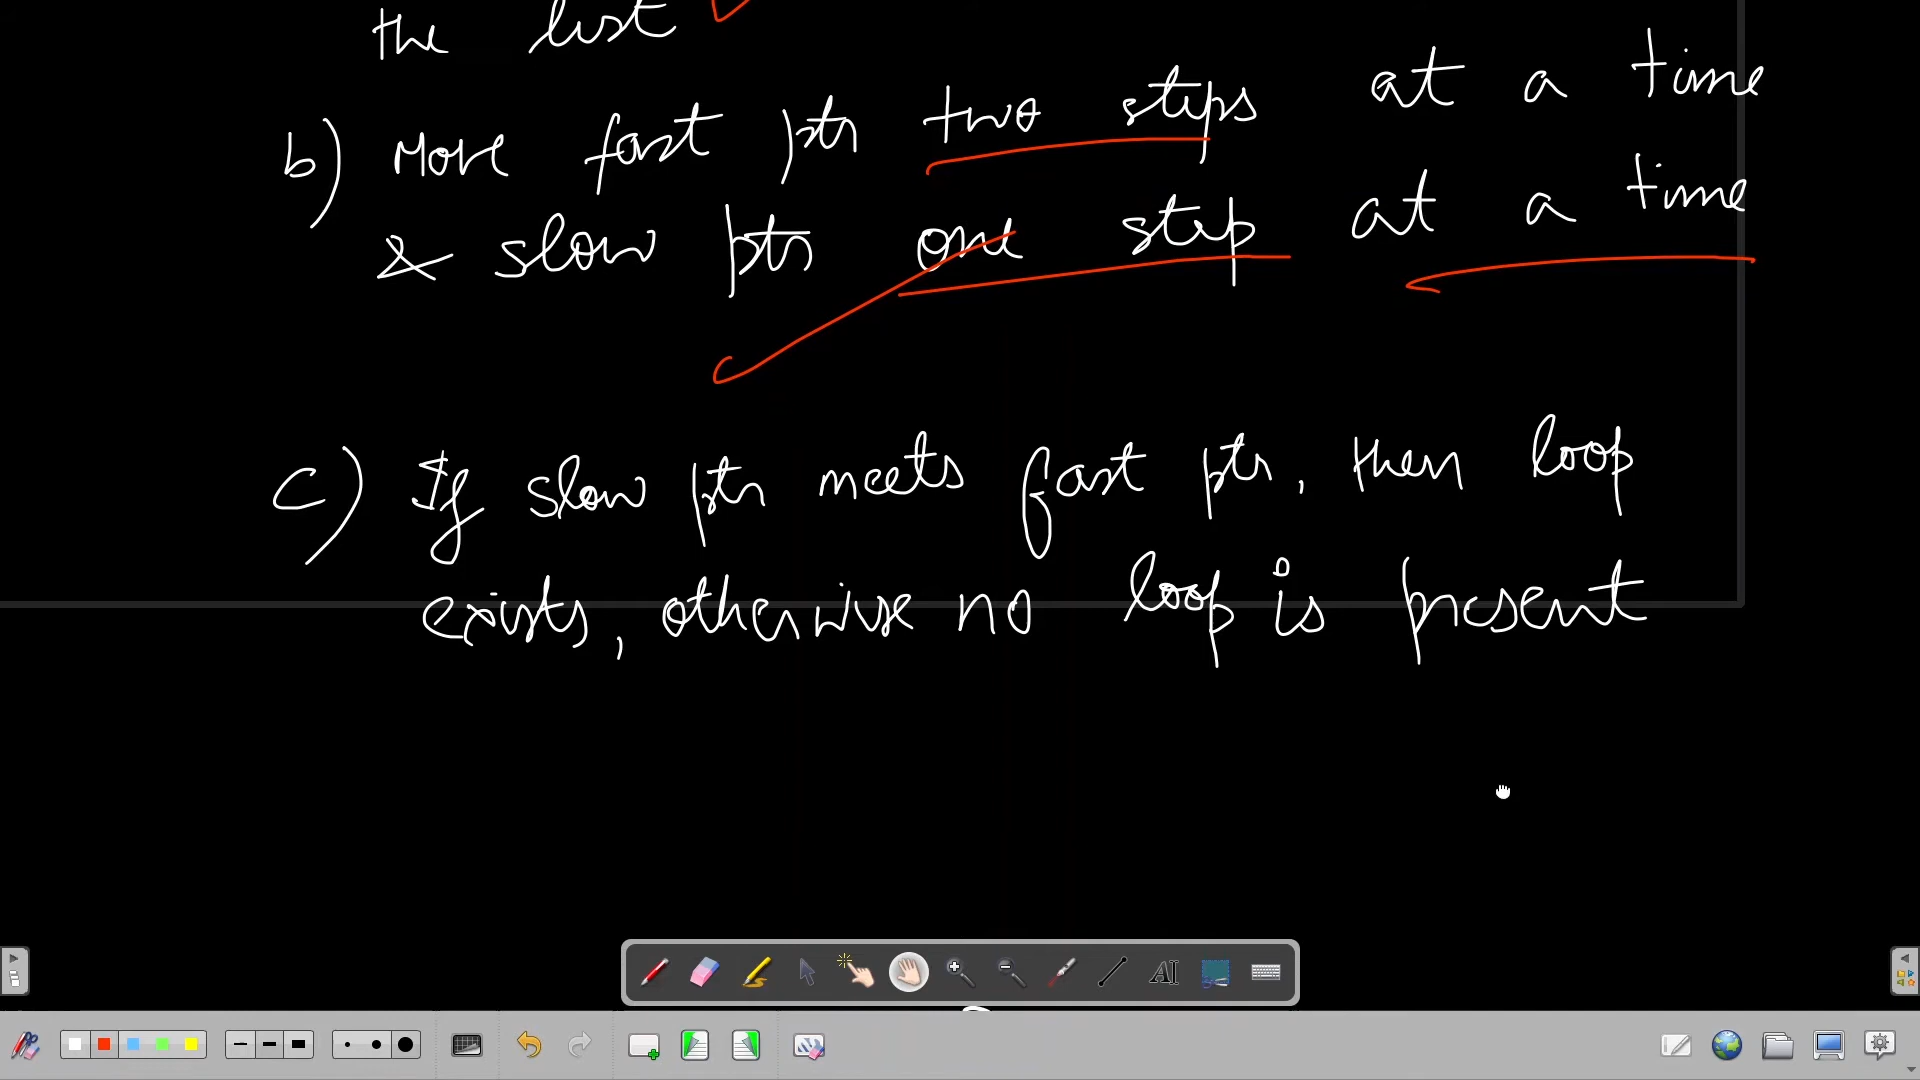 the list
b) Move fast ptr two steps at a time
& slow ptr one step at a time
c) If slow ptr meets fast ptr, then loop
exists, otherwise no loop is present
AI